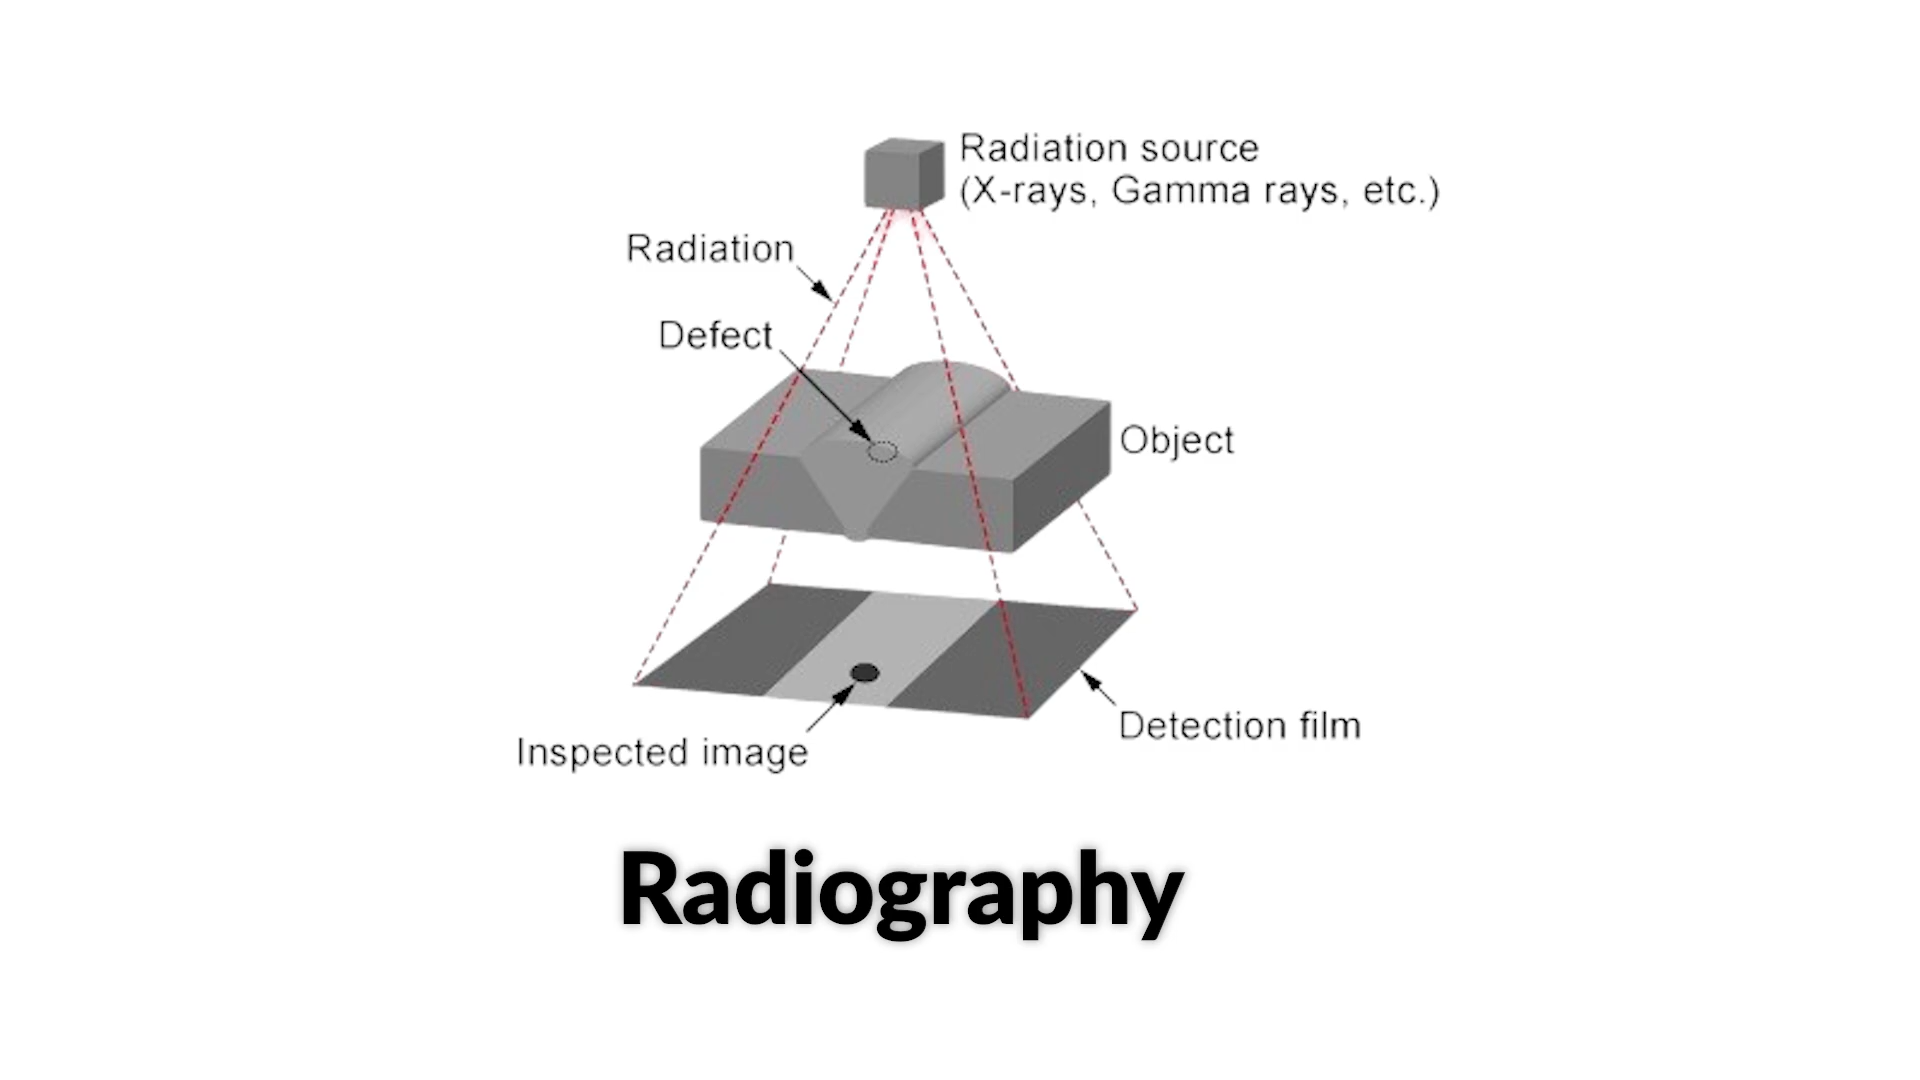 Radiation source
(X-rays, Gamma rays, etc.)
Radiation
Defect
Object
Detection film
Inspected image
Radiography